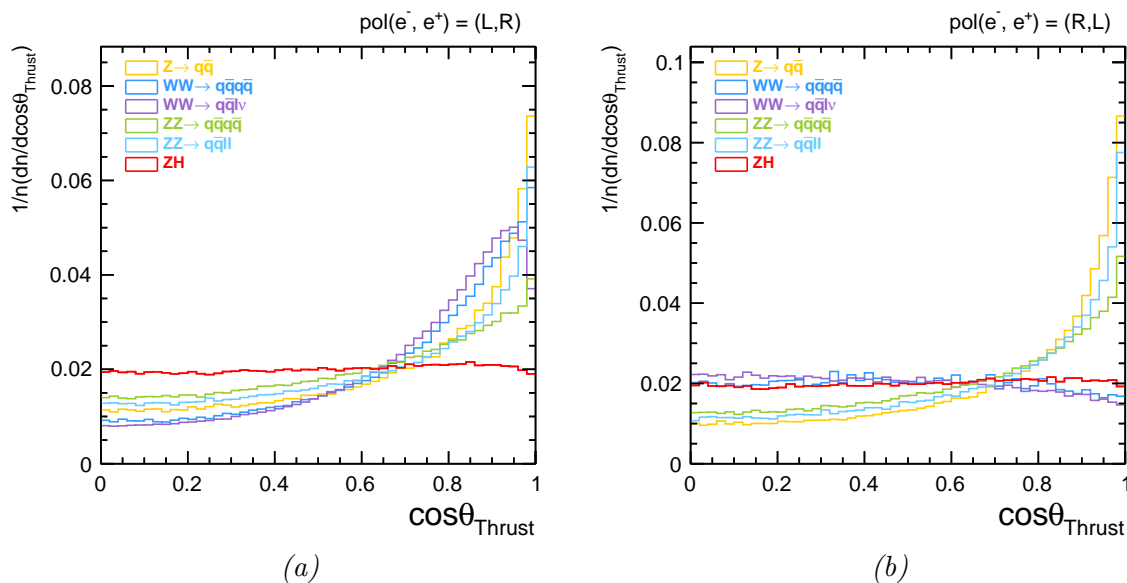 pol(e⁻, e⁺) = (L,R)
1/n(dn/dcosθ_Thrust)
0.08
0.06
0.04
0.02
0
Z→ qq̅
WW→ qq̅qq̅
WW→ qq̅lν
ZZ→ qq̅qq̅
ZZ→ qq̅ll
ZH
0 0.2 0.4 0.6 0.8 1
cosθ_Thrust
(a)
pol(e⁻, e⁺) = (R,L)
1/n(dn/dcosθ_Thrust)
0.1
0.08
0.06
0.04
0.02
0
Z→ qq̅
WW→ qq̅qq̅
WW→ qq̅lν
ZZ→ qq̅qq̅
ZZ→ qq̅ll
ZH
0 0.2 0.4 0.6 0.8 1
cosθ_Thrust
(b)